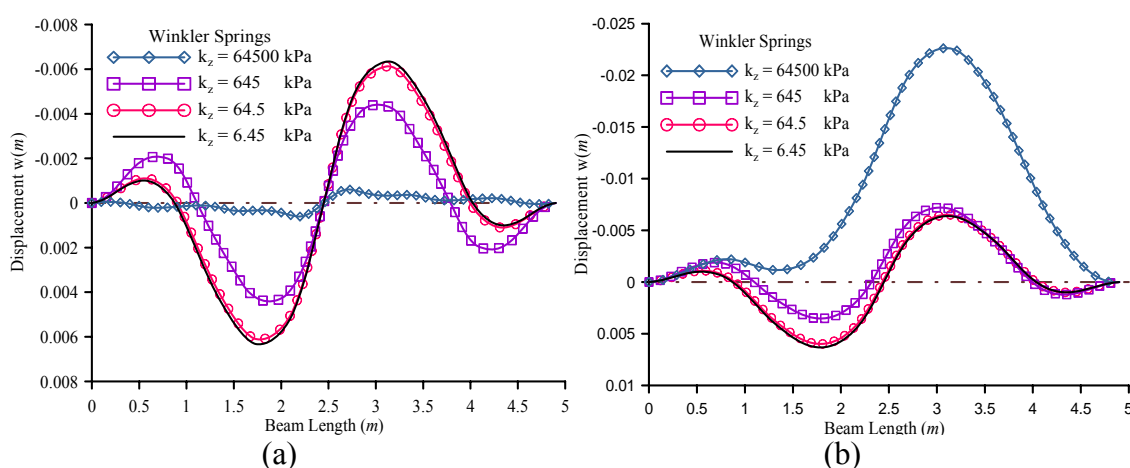 -0.008
-0.006
-0.004
-0.002
0
0.002
0.004
0.006
0.008
Displacement w(m)
Winkler Springs
k_z = 64500 kPa
k_z = 645 kPa
k_z = 64.5 kPa
k_z = 6.45 kPa
0 0.5 1 1.5 2 2.5 3 3.5 4 4.5 5
Beam Length (m)
(a)
-0.025
-0.02
-0.015
-0.01
-0.005
0
0.005
0.01
Displacement w(m)
Winkler Springs
k_z = 64500 kPa
k_z = 645 kPa
k_z = 64.5 kPa
k_z = 6.45 kPa
0 0.5 1 1.5 2 2.5 3 3.5 4 4.5 5
Beam Length (m)
(b)